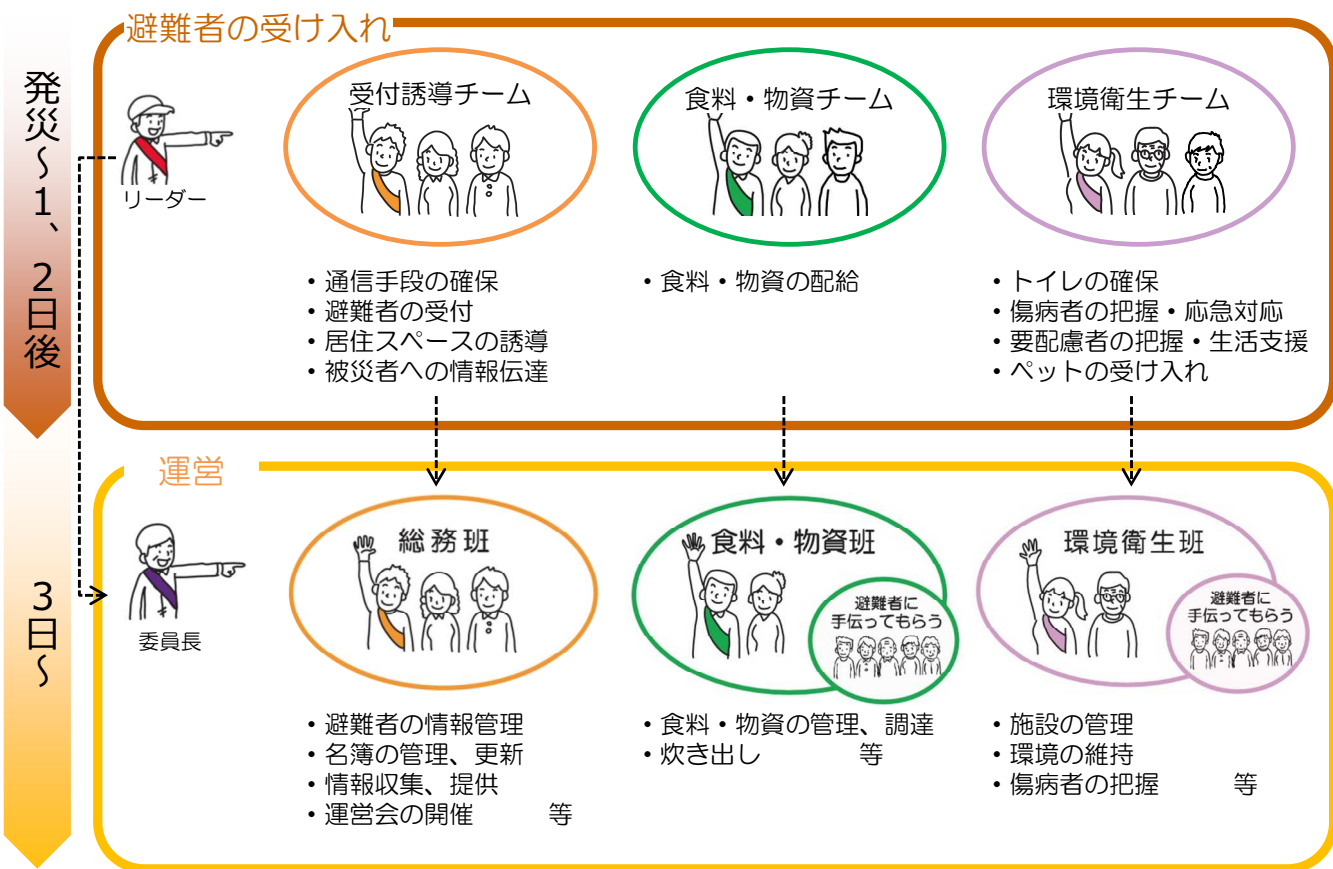 避難者の受け入れ
発災~1、2日後
リーダー
受付誘導チーム
・通信手段の確保
・避難者の受付
・居住スペースの誘導
・被災者への情報伝達
食料・物資チーム
・食料・物資の配給
環境衛生チーム
・トイレの確保
・傷病者の把握・応急対応
・要配慮者の把握・生活支援
・ペットの受け入れ
運営
3日~
委員長
総務班
・避難者の情報管理
・名簿の管理、更新
・情報収集、提供
・運営会の開催 等
食料・物資班
避難者に
手伝ってもらう
・食料・物資の管理、調達
・炊き出し 等
環境衛生班
避難者に
手伝ってもらう
・施設の管理
・環境の維持
・傷病者の把握 等